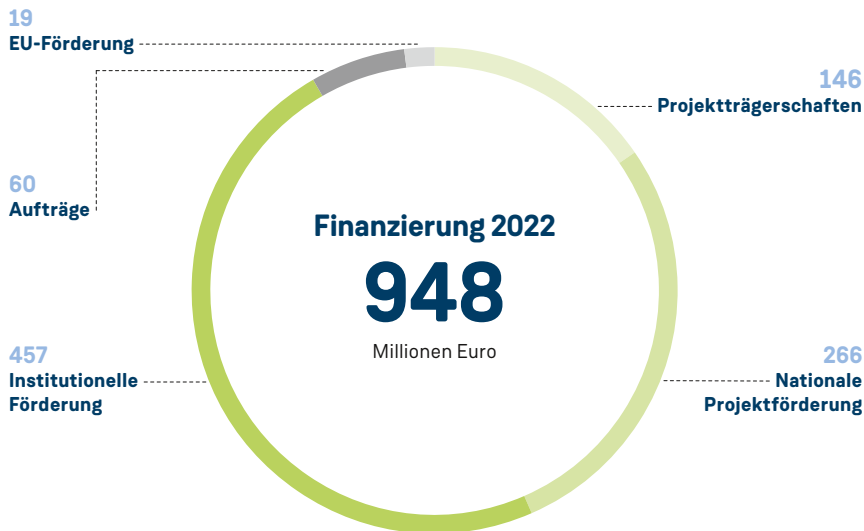 19
EU-Förderung
146
Projektträgerschaften
60
Aufträge
Finanzierung 2022
948
Millionen Euro
457
Institutionelle
Förderung
266
Nationale
Projektförderung